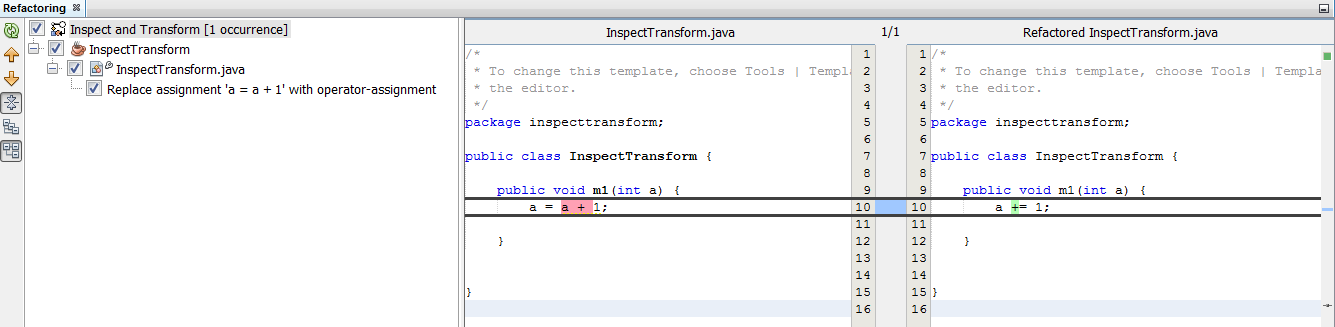 Refactoring
Inspect and Transform [1 occurrence]
InspectTransform
InspectTransform.java
Replace assignment 'a = a + 1' with operator-assignment
InspectTransform.java 1/1 Refactored InspectTransform.java
/* 1 1 /*
 * To change this template, choose Tools | Templa 2 2 * To change this template, choose Tools | Templa
 * the editor. 3 3 * the editor.
 */ 4 4 */
package inspecttransform; 5 5 package inspecttransform;
6 6
public class InspectTransform { 7 7 public class InspectTransform {
8 8
public void m1(int a) { 9 9 public void m1(int a) {
a = a + 1; 10 10 a += 1;
11 11
} 12 12 }
13 13
14 14
} 15 15 }
16 16